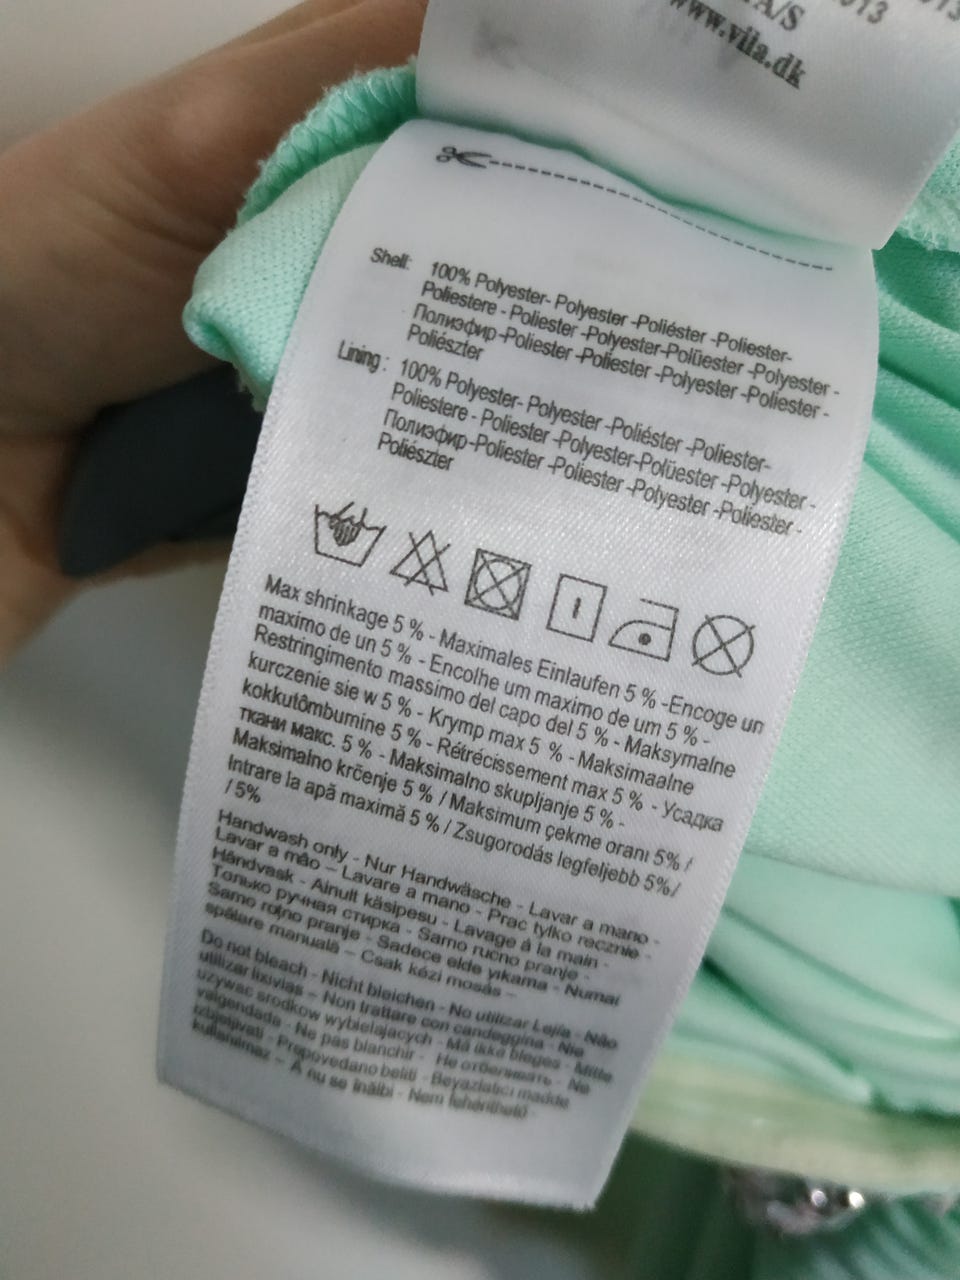 A/S
www.vila.dk
Shell: 100% Polyester- Polyester -Poliéster -Poliester-
Poliestere - Poliester -Polyester-Polüester -Polyester -
Полиэфир -Poliester -Poliester -Polyester -Poliester -
Poliészter
Lining : 100% Polyester- Polyester -Poliéster -Poliester-
Poliestere - Poliester -Polyester-Polüester -Polyester -
Полиэфир -Poliester -Poliester -Polyester -Poliester -
Poliészter
Max shrinkage 5 % - Maximales Einlaufen 5 % -Encoge un
maximo de un 5 % - Encolhe um maximo de um 5 % -
Restringimento massimo del capo del 5 % - Maksymalne
kurczenie sie w 5 % - Krymp max 5 % - Maksimaalne
kokkutõmbumine 5 % - Rétrécissement max 5 % - Усадка
ткани макс. 5 % - Maksimalno skupljanje 5 % -
Maksimalno krčenje 5 % / Maksimum çekme oranı 5% /
Intrare la apă maximă 5 % / Zsugorodás legfeljebb 5%/
/ 5%
Handwash only - Nur Handwäsche - Lavar a mano -
Lavar a mão – Lavare a mano - Prac tylko recznie -
Håndvask - Ainult käsipesu - Lavage à la main -
Только ручная стирка - Samo rucno pranje -
Samo rojno pranje - Sadece elde yıkama - Numai
spălare manuală – Csak kézi mosás –
Do not bleach - Nicht bleichen - No utilizar Lejia - Não
utilizar lixívias – Non trattare con candeggina - Nie
uzywac srodkow wybielajacych - Må ikke bleges - Mitte
valgendada - Ne pas blanchir - Не отбеливать - Ne
izbjeljivati - Prepovedano beliti - Beyazlatici madde
kullanilmaz – A nu se înălbi - Nem fehéríthető